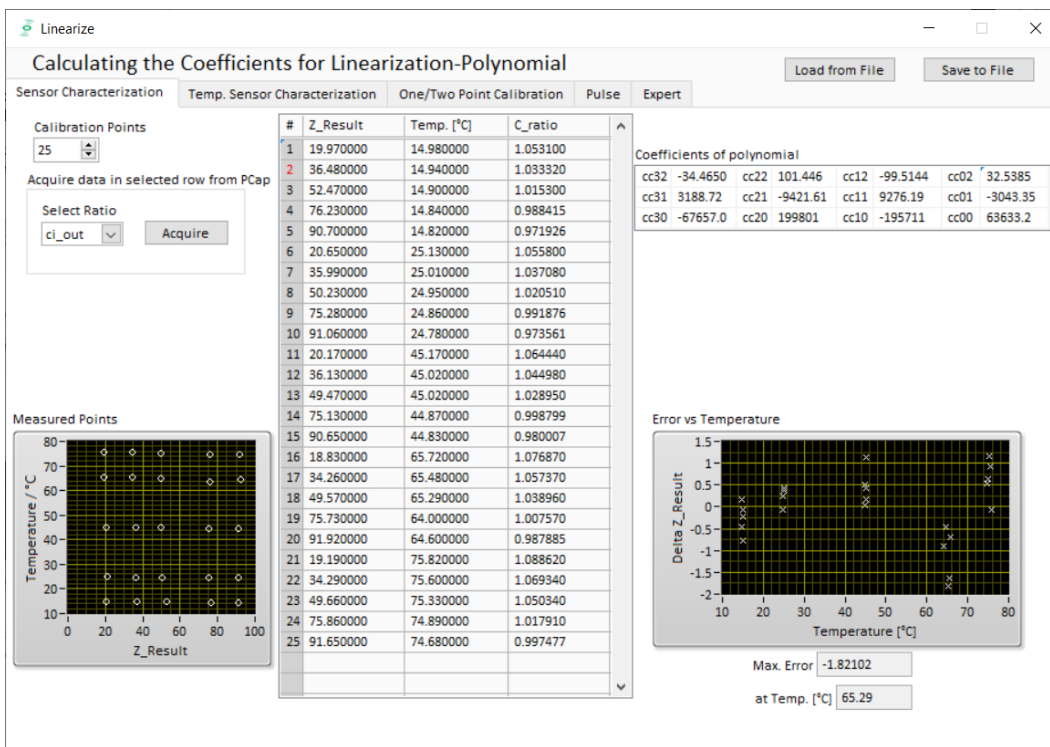 Linearize
Calculating the Coefficients for Linearization-Polynomial
Load from File
Save to File
Sensor Characterization
Temp. Sensor Characterization
One/Two Point Calibration
Pulse
Expert
Calibration Points
25
Acquire data in selected row from PCap
Select Ratio
ci_out
Acquire
# Z_Result Temp. [°C] C_ratio
1 19.970000 14.980000 1.053100
2 36.480000 14.940000 1.033320
3 52.470000 14.900000 1.015300
4 76.230000 14.840000 0.988415
5 90.700000 14.820000 0.971926
6 20.650000 25.130000 1.055800
7 35.990000 25.010000 1.037080
8 50.230000 24.950000 1.020510
9 75.280000 24.860000 0.991876
10 91.060000 24.780000 0.973561
11 20.170000 45.170000 1.064440
12 36.130000 45.020000 1.044980
13 49.470000 45.020000 1.028950
14 75.130000 44.870000 0.998799
15 90.650000 44.830000 0.980007
16 18.830000 65.720000 1.076870
17 34.260000 65.480000 1.057370
18 49.570000 65.290000 1.038960
19 75.730000 64.000000 1.007570
20 91.920000 64.600000 0.987885
21 19.190000 75.820000 1.088620
22 34.290000 75.600000 1.069340
23 49.660000 75.330000 1.050340
24 75.860000 74.890000 1.017910
25 91.650000 74.680000 0.997477
Coefficients of polynomial
cc32 -34.4650 cc22 101.446 cc12 -99.5144 cc02 32.5385
cc31 3188.72 cc21 -9421.61 cc11 9276.19 cc01 -3043.35
cc30 -67657.0 cc20 199801 cc10 -195711 cc00 63633.2
Measured Points
Temperature / °C
80
70
60
50
40
30
20
10
0 20 40 60 80 100
Z_Result
Error vs Temperature
Delta Z_Result
1.5
1
0.5
0
-0.5
-1
-1.5
-2
10 20 30 40 50 60 70 80
Temperature [°C]
Max. Error -1.82102
at Temp. [°C] 65.29